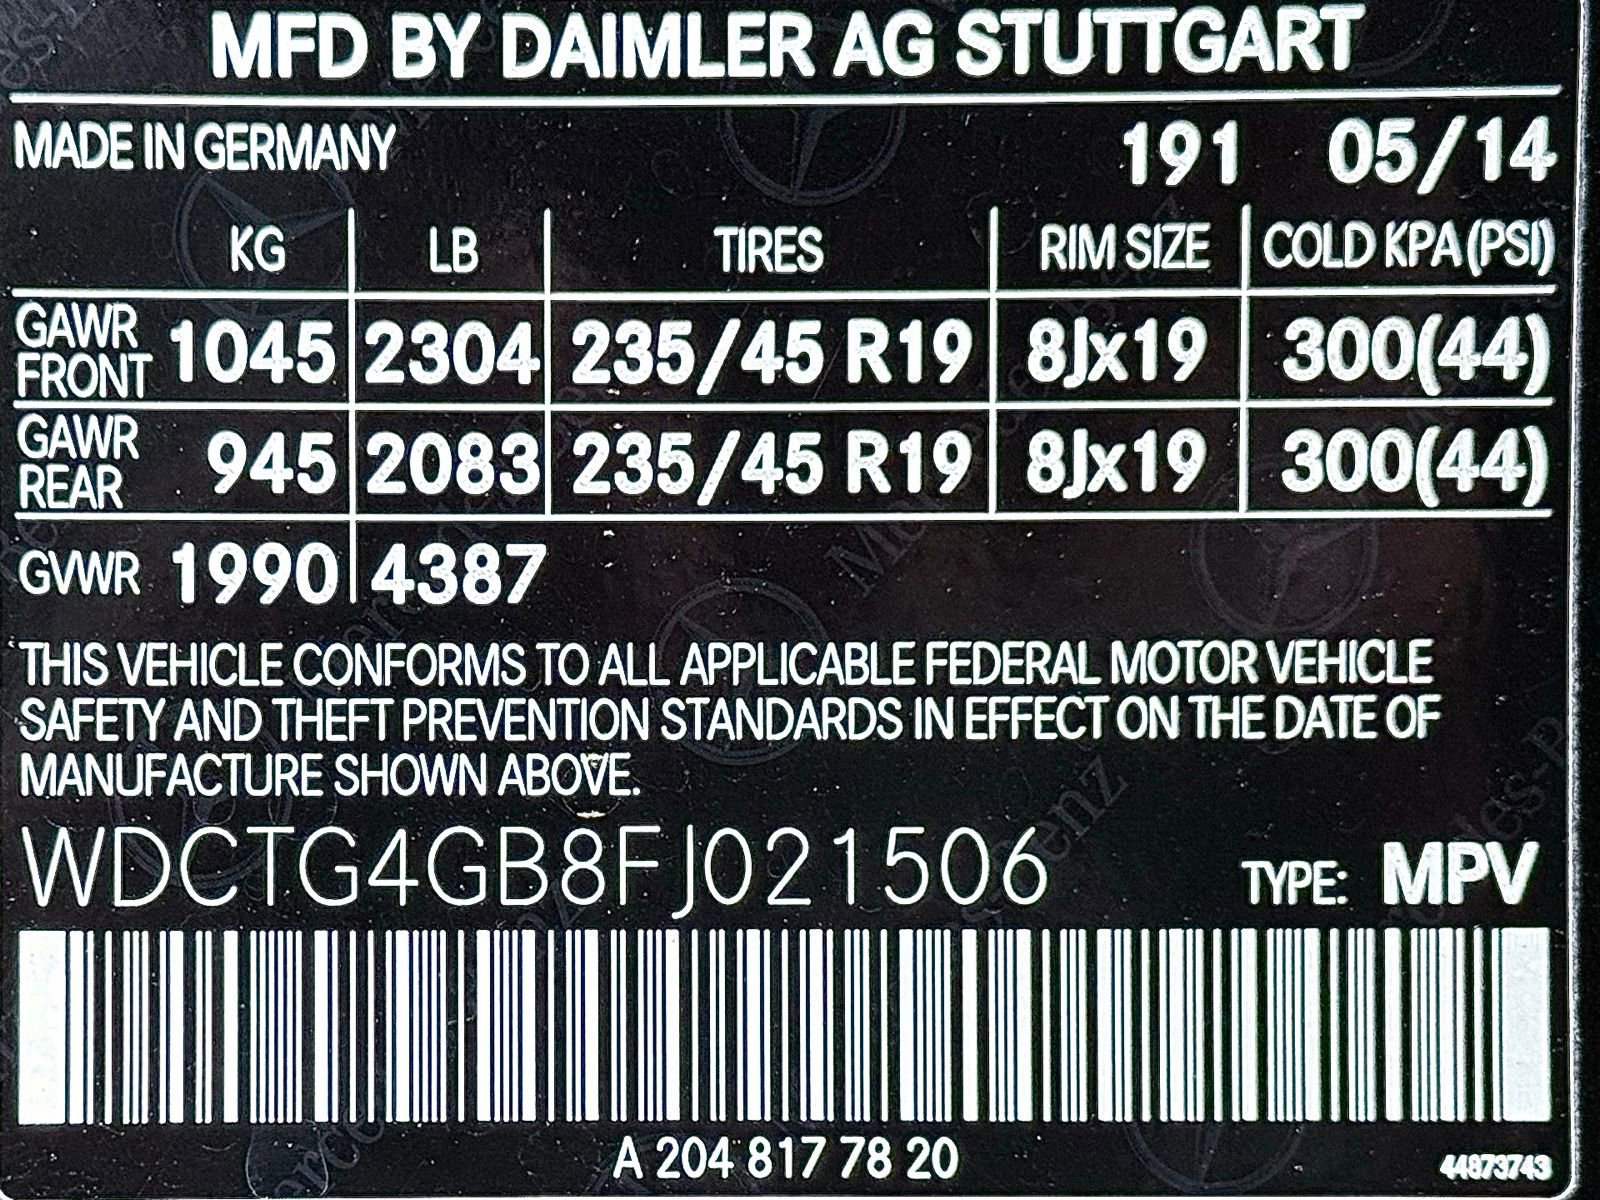 MFD BY DAIMLER AG STUTTGART
MADE IN GERMANY 191 05/14
KG LB TIRES RIM SIZE COLD KPA(PSI)
GAWR FRONT 1045 2304 235/45 R19 8Jx19 300(44)
GAWR REAR 945 2083 235/45 R19 8Jx19 300(44)
GVWR 1990 4387
THIS VEHICLE CONFORMS TO ALL APPLICABLE FEDERAL MOTOR VEHICLE
SAFETY AND THEFT PREVENTION STANDARDS IN EFFECT ON THE DATE OF
MANUFACTURE SHOWN ABOVE.
WDCTG4GB8FJ021506 TYPE: MPV
A 204 817 78 20
44873743